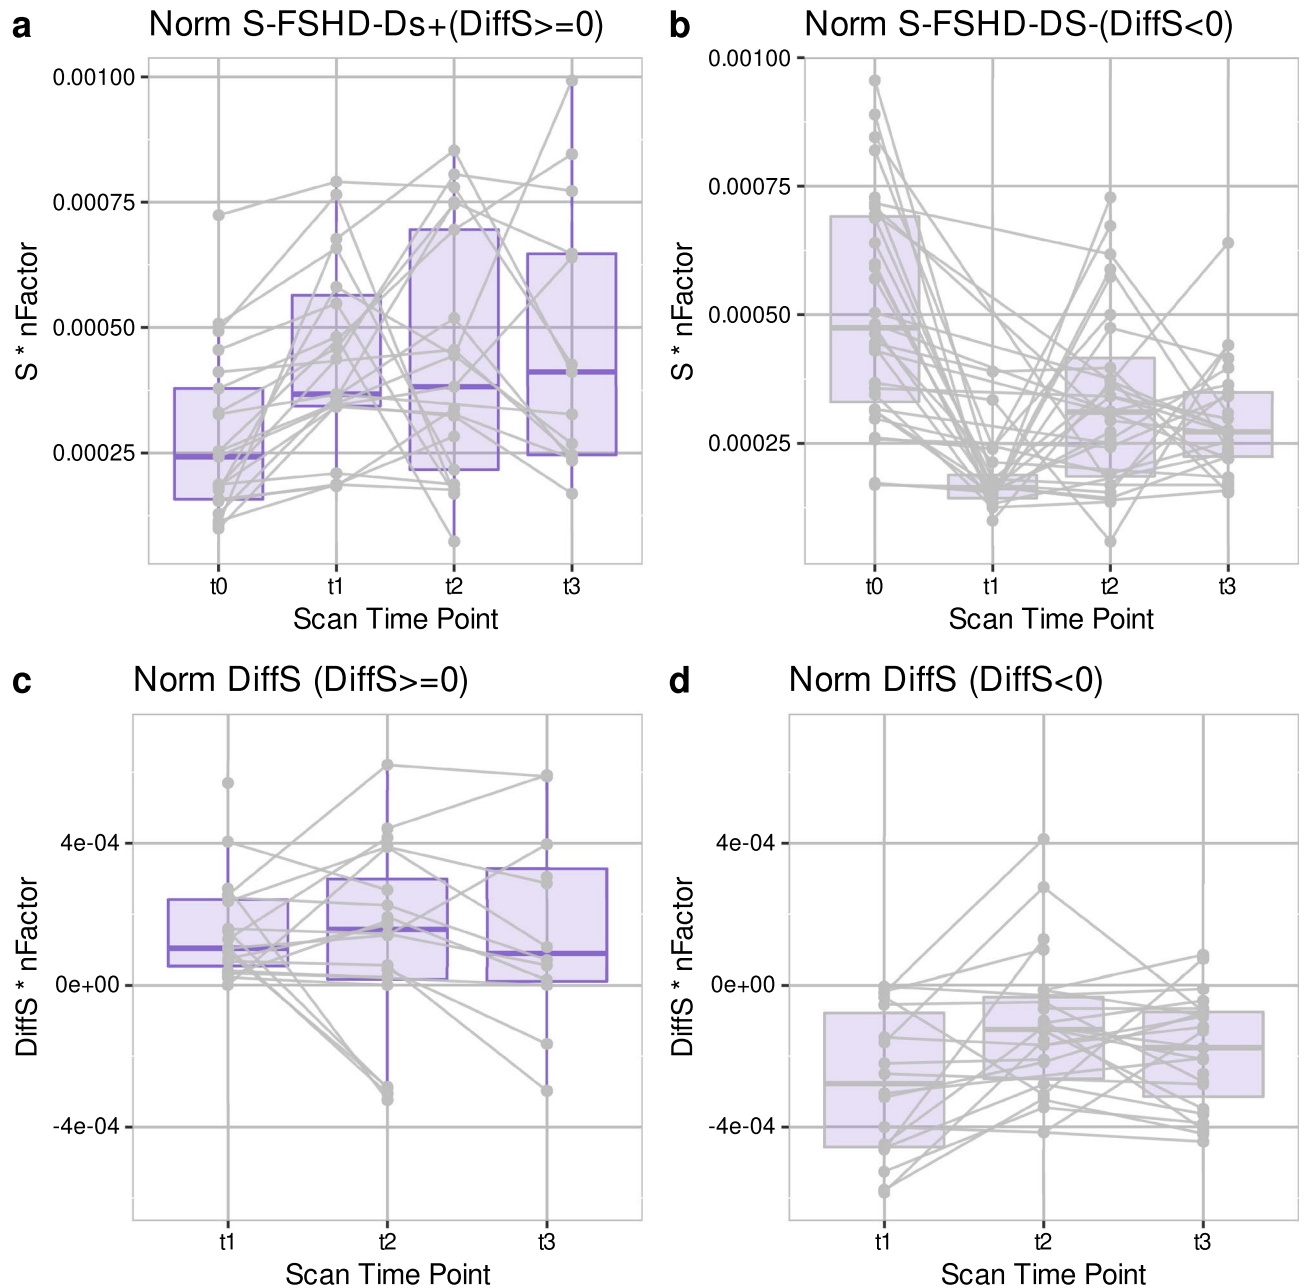 a
Norm S-FSHD-Ds+(DiffS>=0)
0.00100
0.00075
0.00050
0.00025
S * nFactor
t0 t1 t2 t3
Scan Time Point
b
Norm S-FSHD-DS-(DiffS<0)
0.00100
0.00075
0.00050
0.00025
S * nFactor
t0 t1 t2 t3
Scan Time Point
c
Norm DiffS (DiffS>=0)
4e-04
0e+00
-4e-04
DiffS * nFactor
t1 t2 t3
Scan Time Point
d
Norm DiffS (DiffS<0)
4e-04
0e+00
-4e-04
DiffS * nFactor
t1 t2 t3
Scan Time Point